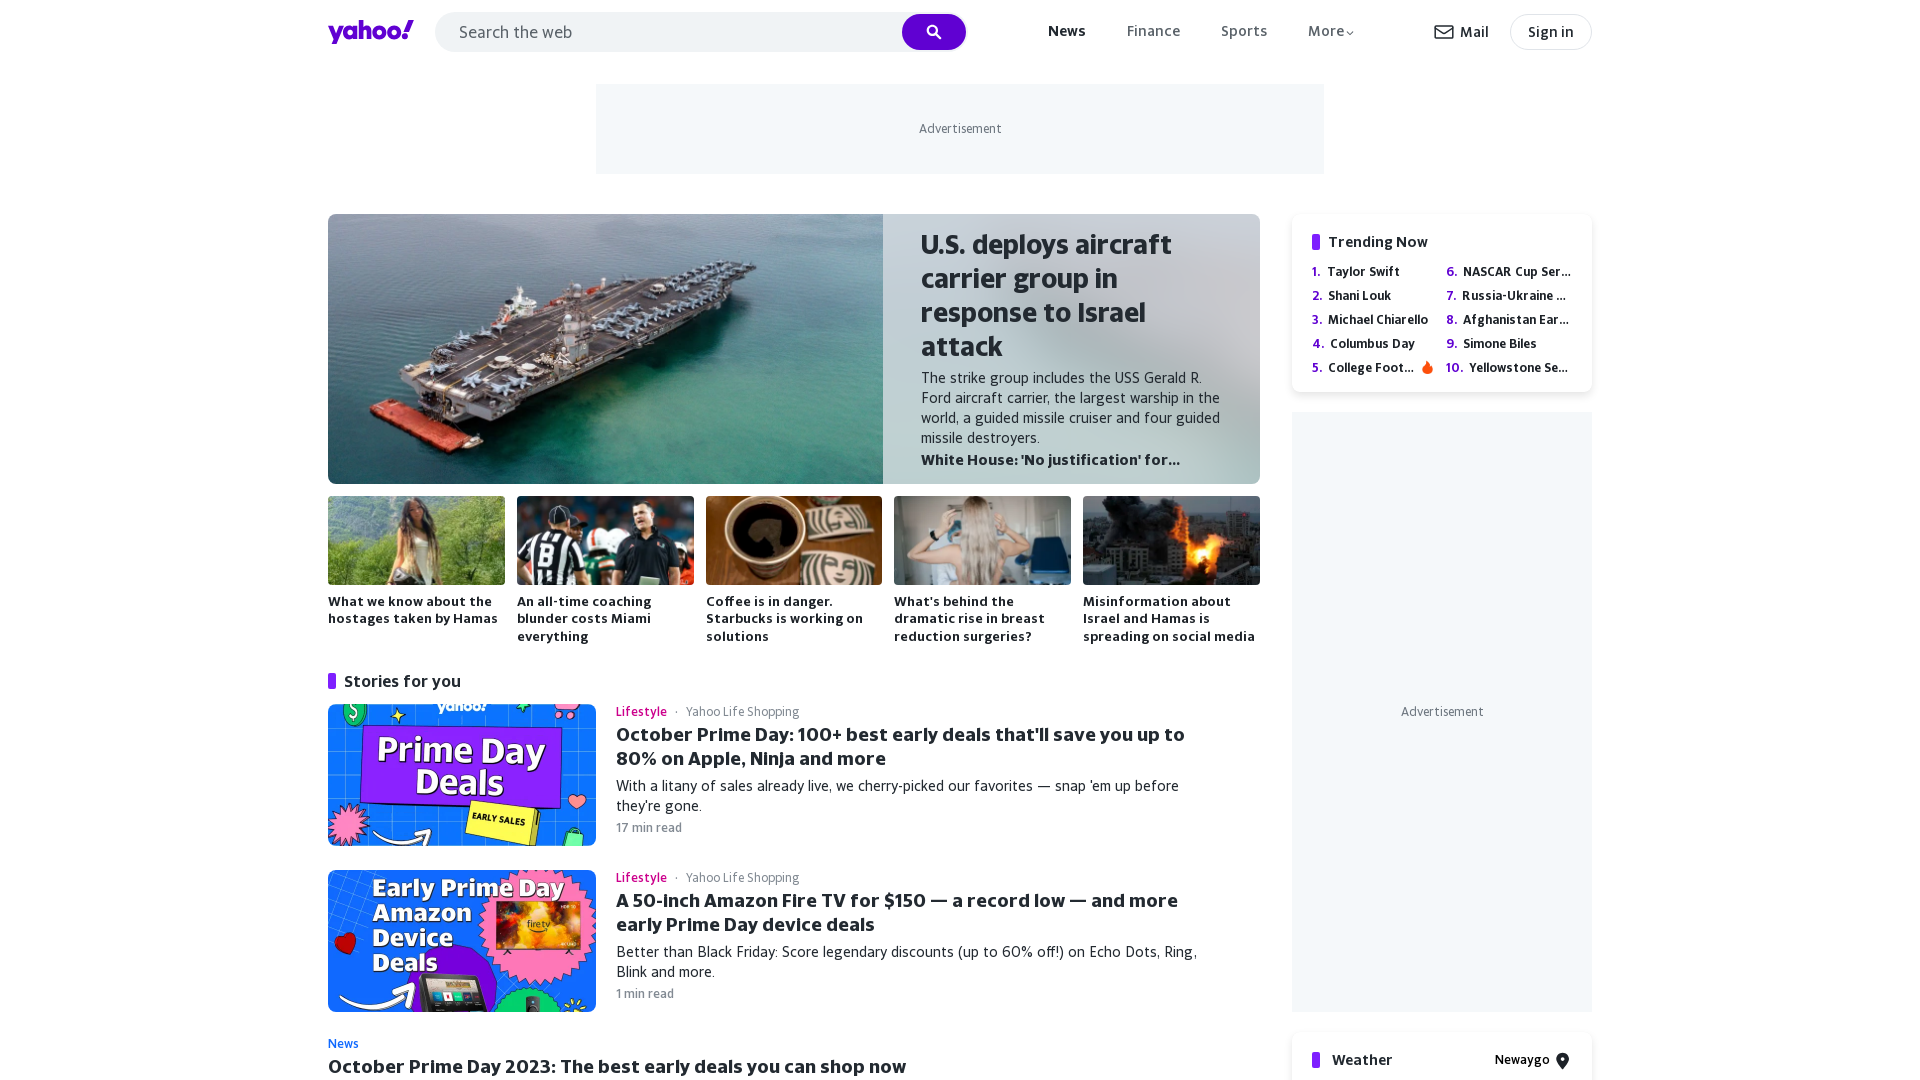 yahoo!
Search the web
News
Finance
Sports
More
Mail
Sign in
Advertisement
U.S. deploys aircraft
carrier group in
response to Israel
attack
The strike group includes the USS Gerald R.
Ford aircraft carrier, the largest warship in the
world, a guided missile cruiser and four guided
missile destroyers.
White House: 'No justification' for...
What we know about the
hostages taken by Hamas
An all-time coaching
blunder costs Miami
everything
Coffee is in danger.
Starbucks is working on
solutions
What's behind the
dramatic rise in breast
reduction surgeries?
Misinformation about
Israel and Hamas is
spreading on social media
Trending Now
1. Taylor Swift
2. Shani Louk
3. Michael Chiarello
4. Columbus Day
5. College Foot...
6. NASCAR Cup Ser...
7. Russia-Ukraine ...
8. Afghanistan Ear...
9. Simone Biles
10. Yellowstone Se...
Advertisement
Stories for you
yahoo!
Prime Day
Deals
EARLY SALES
Lifestyle · Yahoo Life Shopping
October Prime Day: 100+ best early deals that'll save you up to
80% on Apple, Ninja and more
With a litany of sales already live, we cherry-picked our favorites — snap 'em up before
they're gone.
17 min read
Early Prime Day
Amazon
Device
Deals
fire tv
Lifestyle · Yahoo Life Shopping
A 50-inch Amazon Fire TV for $150 — a record low — and more
early Prime Day device deals
Better than Black Friday: Score legendary discounts (up to 60% off!) on Echo Dots, Ring,
Blink and more.
1 min read
News
October Prime Day 2023: The best early deals you can shop now
Weather
Newaygo